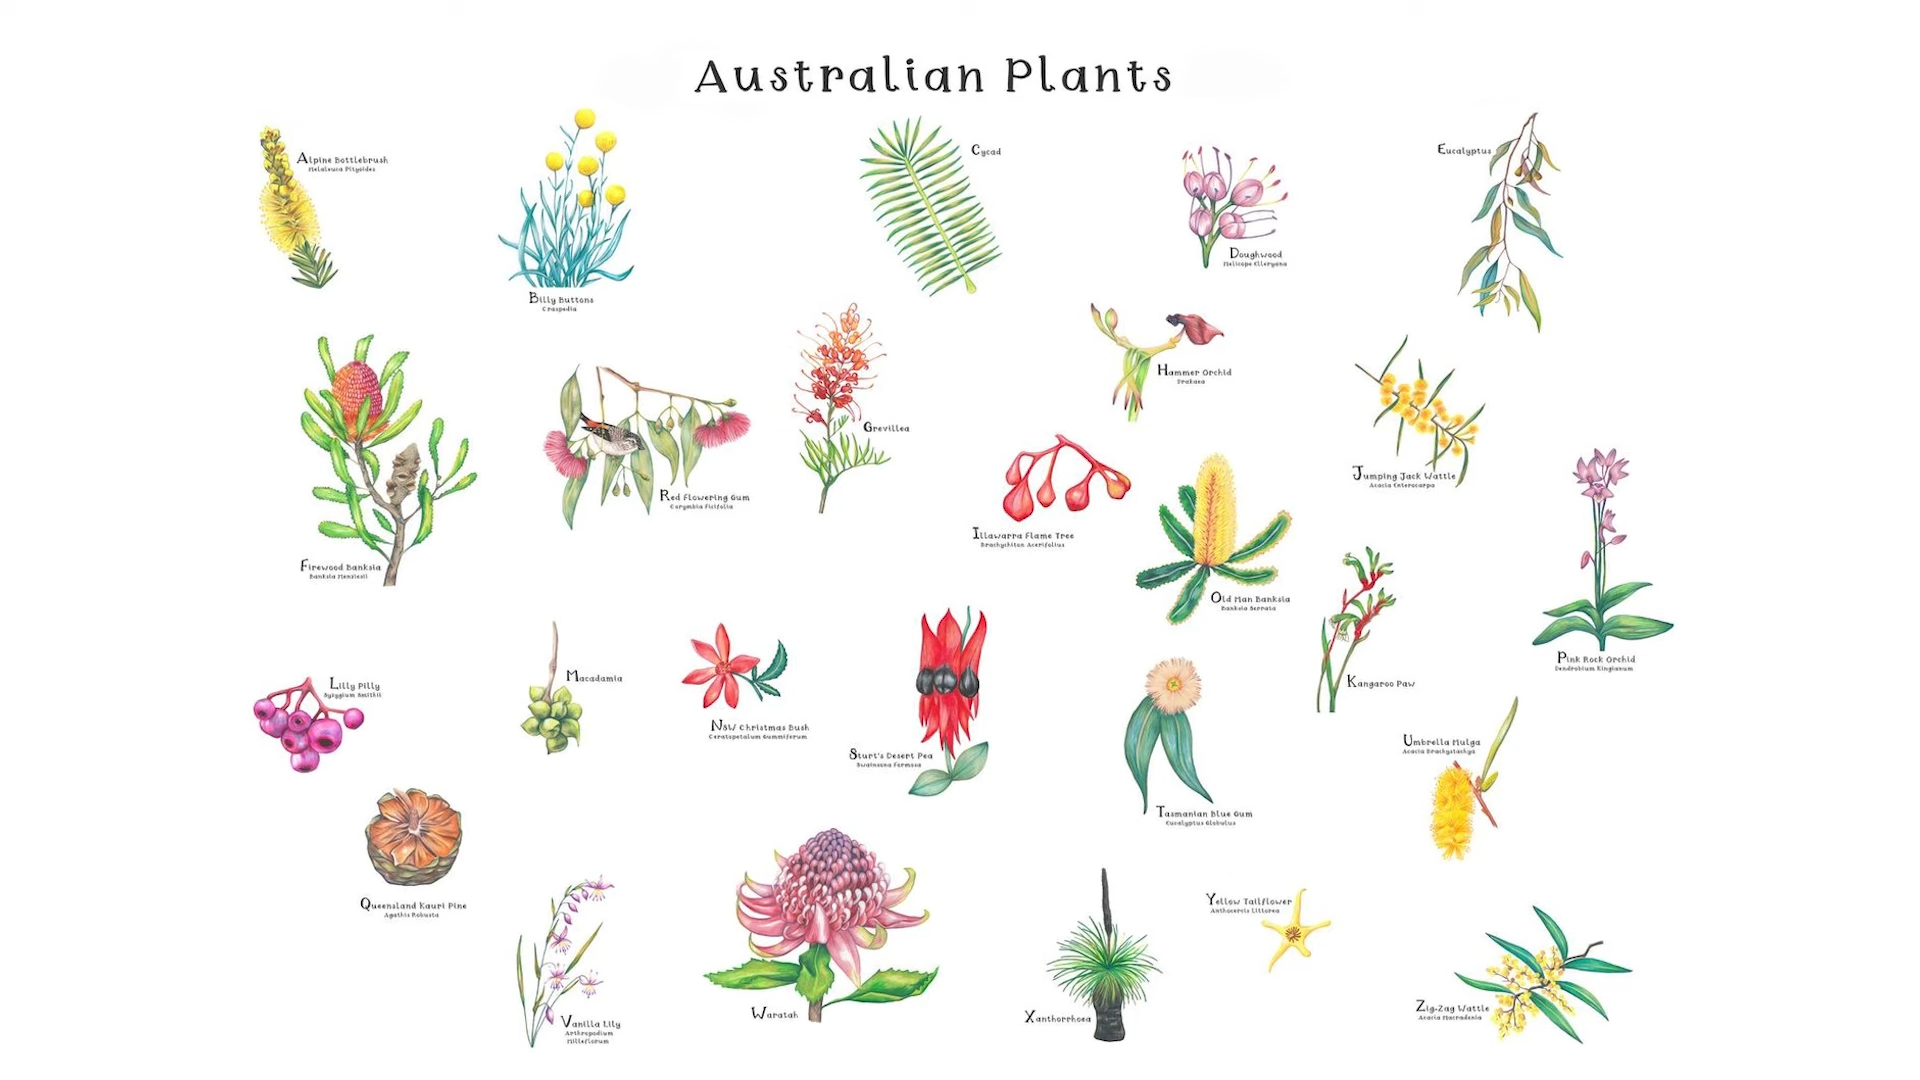 Australian Plants
Alpine Bottlebrush
Melaleuca Pityoides
Billy Buttons
Craspedia
Cycad
Doughwood
Melicope Elleryana
Eucalyptus
Firewood Banksia
Banksia Menziesii
Red Flowering Gum
Corymbia Ficifolia
Grevillea
Hammer Orchid
Drakaea
Illawarra Flame Tree
Brachychiton Acerifolius
Jumping Jack Wattle
Acacia Enterocarpa
Old Man Banksia
Banksia Serrata
Kangaroo Paw
Pink Rock Orchid
Dendrobium Kingianum
Lilly Pilly
Syzygium Smithii
Macadamia
NSW Christmas Bush
Ceratopetalum Gummiferum
Sturt's Desert Pea
Swainsona Formosa
Tasmanian Blue Gum
Eucalyptus Globulus
Umbrella Mulga
Acacia Brachystachya
Queensland Kauri Pine
Agathis Robusta
Vanilla Lily
Arthropodium
Milleflorum
Waratah
Xanthorrhoea
Yellow Tailflower
Anthocercis Littorea
Zig-Zag Wattle
Acacia Macradenia